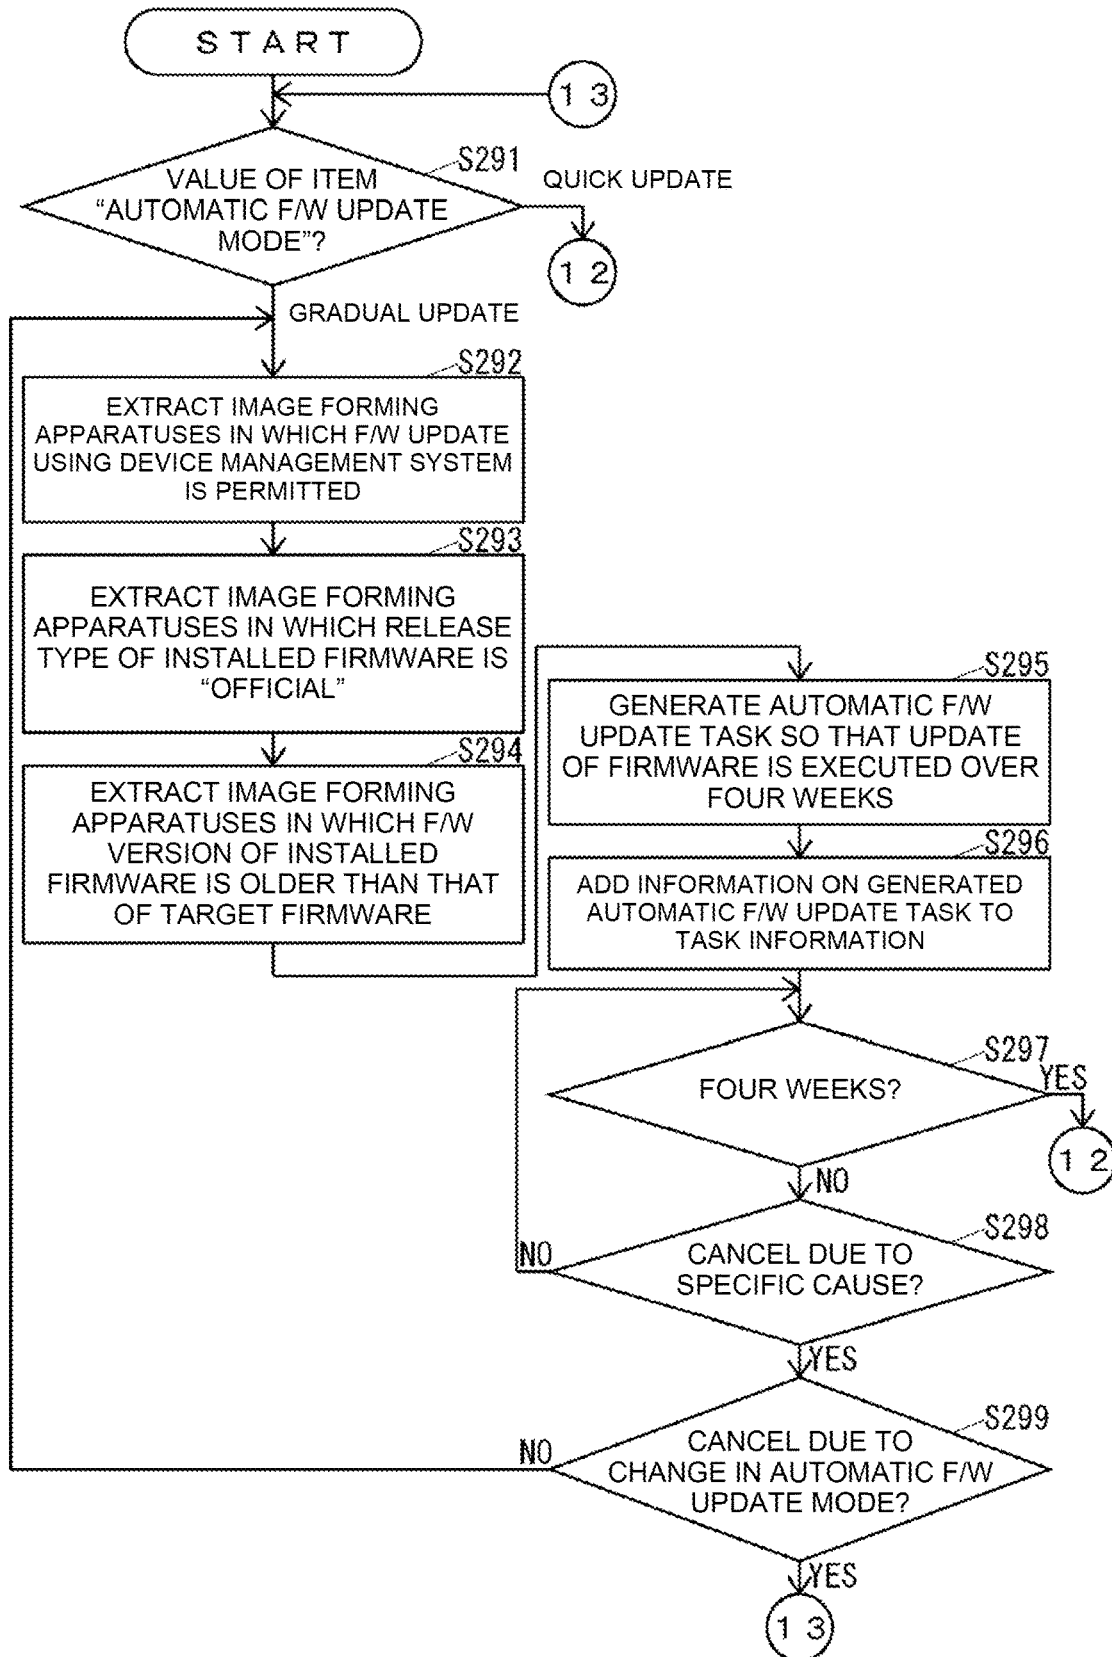 START
13
S291
VALUE OF ITEM
“AUTOMATIC F/W UPDATE
MODE”?
QUICK UPDATE
12
GRADUAL UPDATE
S292
EXTRACT IMAGE FORMING
APPARATUSES IN WHICH F/W UPDATE
USING DEVICE MANAGEMENT SYSTEM
IS PERMITTED
S293
EXTRACT IMAGE FORMING
APPARATUSES IN WHICH RELEASE
TYPE OF INSTALLED FIRMWARE IS
“OFFICIAL”
S294
EXTRACT IMAGE FORMING
APPARATUSES IN WHICH F/W
VERSION OF INSTALLED
FIRMWARE IS OLDER THAN THAT
OF TARGET FIRMWARE
S295
GENERATE AUTOMATIC F/W
UPDATE TASK SO THAT UPDATE
OF FIRMWARE IS EXECUTED OVER
FOUR WEEKS
S296
ADD INFORMATION ON GENERATED
AUTOMATIC F/W UPDATE TASK TO
TASK INFORMATION
S297
FOUR WEEKS?
YES
12
NO
S298
CANCEL DUE TO
SPECIFIC CAUSE?
NO
YES
S299
CANCEL DUE TO
CHANGE IN AUTOMATIC F/W
UPDATE MODE?
NO
YES
13